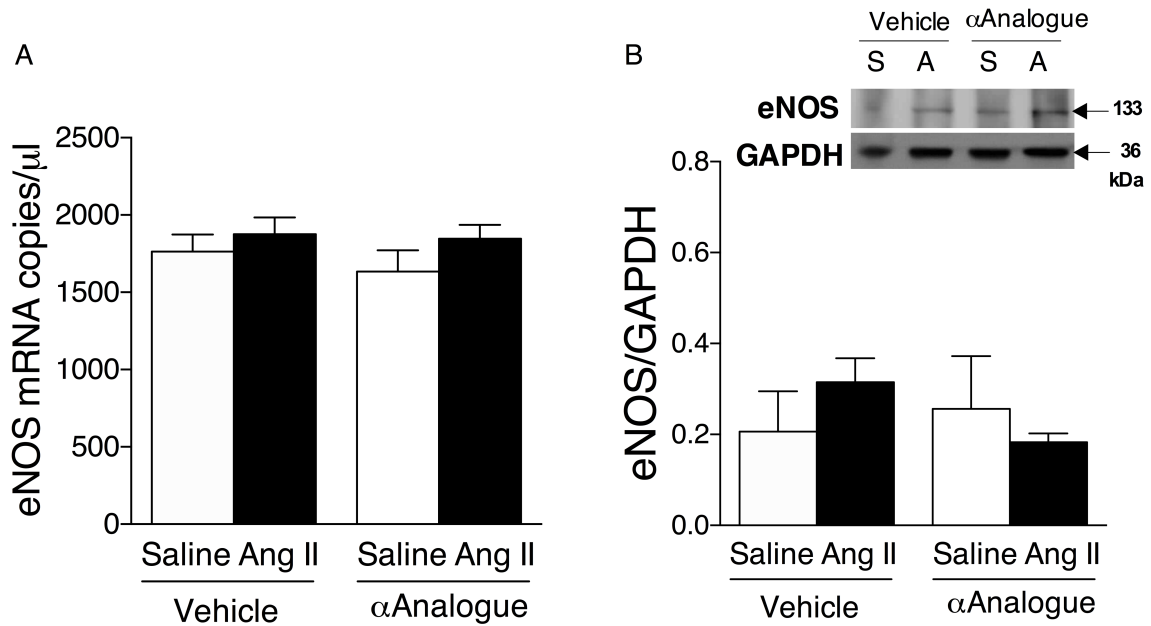 A
eNOS mRNA copies/μl
2500
2000
1500
1000
500
0
Saline Ang II Saline Ang II
Vehicle αAnalogue
B
Vehicle αAnalogue
S A S A
eNOS 133
GAPDH 36
kDa
eNOS/GAPDH
0.8
0.6
0.4
0.2
0.0
Saline Ang II Saline Ang II
Vehicle αAnalogue